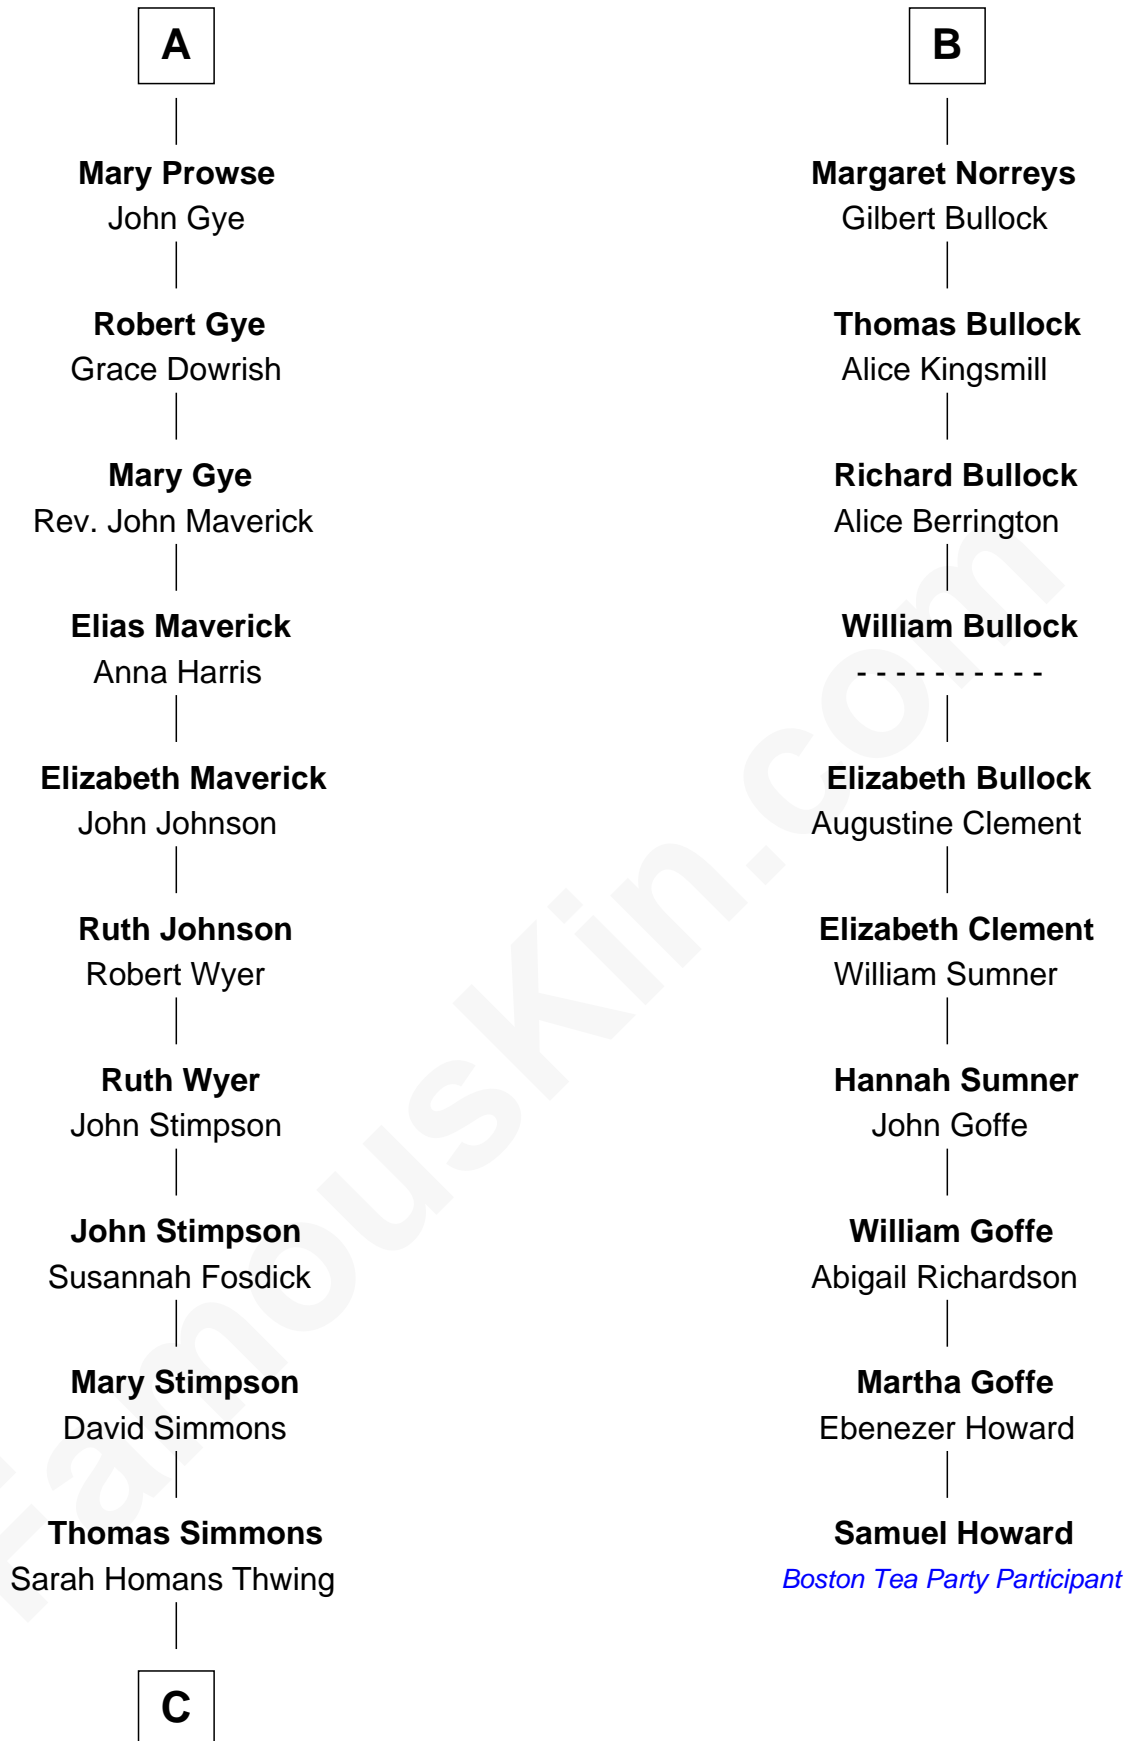 A
Mary Prowse
John Gye
Robert Gye
Grace Dowrish
Mary Gye
Rev. John Maverick
Elias Maverick
Anna Harris
Elizabeth Maverick
John Johnson
Ruth Johnson
Robert Wyer
Ruth Wyer
John Stimpson
John Stimpson
Susannah Fosdick
Mary Stimpson
David Simmons
Thomas Simmons
Sarah Homans Thwing
C
B
Margaret Norreys
Gilbert Bullock
Thomas Bullock
Alice Kingsmill
Richard Bullock
Alice Berrington
William Bullock
- - - - - - - - - -
Elizabeth Bullock
Augustine Clement
Elizabeth Clement
William Sumner
Hannah Sumner
John Goffe
William Goffe
Abigail Richardson
Martha Goffe
Ebenezer Howard
Samuel Howard
Boston Tea Party Participant
FamousKin.com